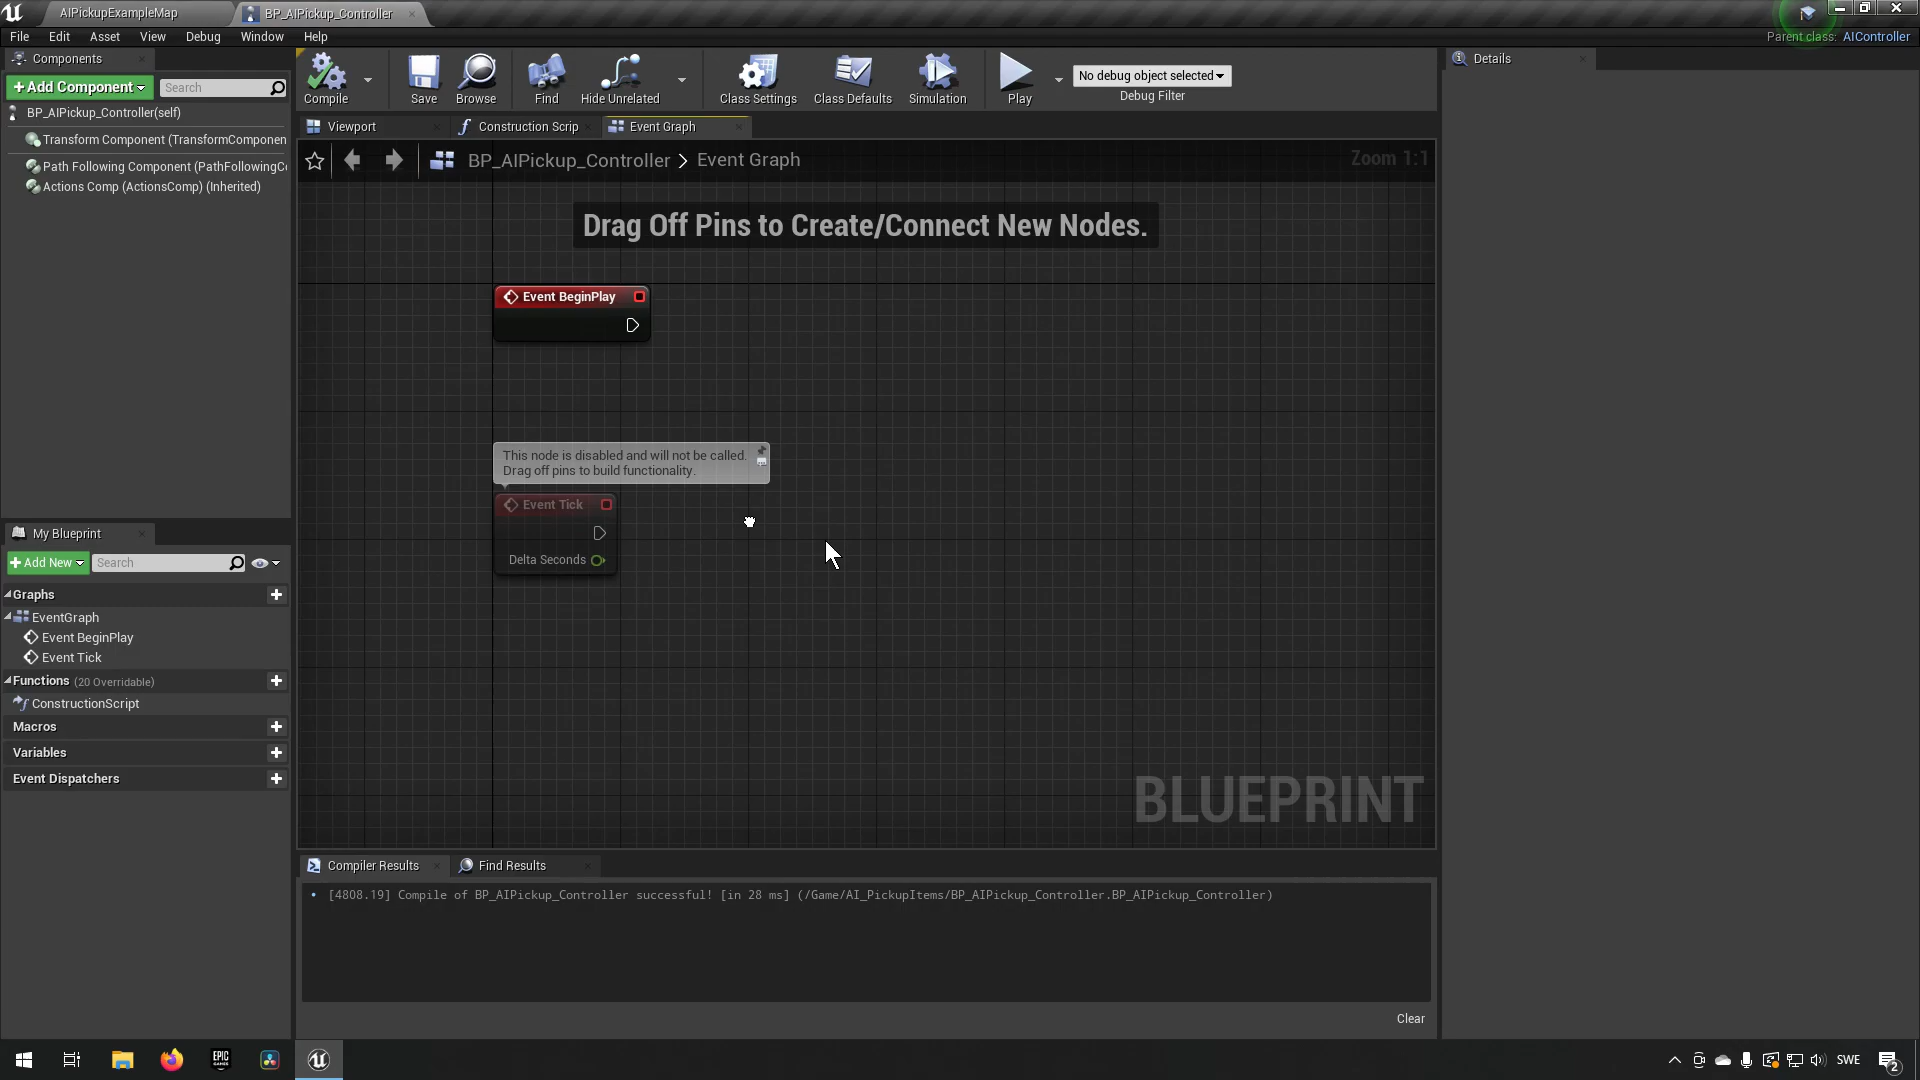 AIPickupExampleMap
BP_AIPickup_Controller
File Edit Asset View Debug Window Help
Parent class: AIController
Components
+Add Component
Search
BP_AIPickup_Controller(self)
Transform Component (TransformComponen
Path Following Component (PathFollowingCo
Actions Comp (ActionsComp) (Inherited)
Compile
Save
Browse
Find
Hide Unrelated
Class Settings
Class Defaults
Simulation
Play
No debug object selected
Debug Filter
Viewport
Construction Scrip
Event Graph
BP_AIPickup_Controller > Event Graph
Zoom 1:1
Drag Off Pins to Create/Connect New Nodes.
Event BeginPlay
This node is disabled and will not be called.
Drag off pins to build functionality.
Event Tick
Delta Seconds
BLUEPRINT
My Blueprint
+Add New
Search
Graphs
EventGraph
Event BeginPlay
Event Tick
Functions (20 Overridable)
ConstructionScript
Macros
Variables
Event Dispatchers
Compiler Results
Find Results
[4808.19] Compile of BP_AIPickup_Controller successful! [in 28 ms] (/Game/AI_PickupItems/BP_AIPickup_Controller.BP_AIPickup_Controller)
Clear
Details
EPIC
GAMES
SWE
2